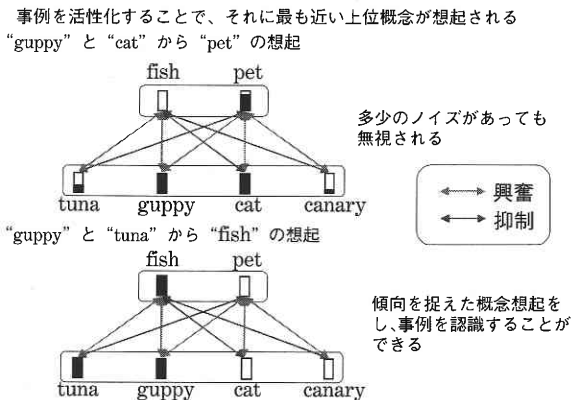 事例を活性化することで、それに最も近い上位概念が想起される
“guppy” と “cat” から “pet” の想起
fish pet
多少のノイズがあっても
無視される
tuna guppy cat canary
興奮
抑制
“guppy” と “tuna” から “fish” の想起
fish pet
傾向を捉えた概念想起を
し、事例を認識することが
できる
tuna guppy cat canary